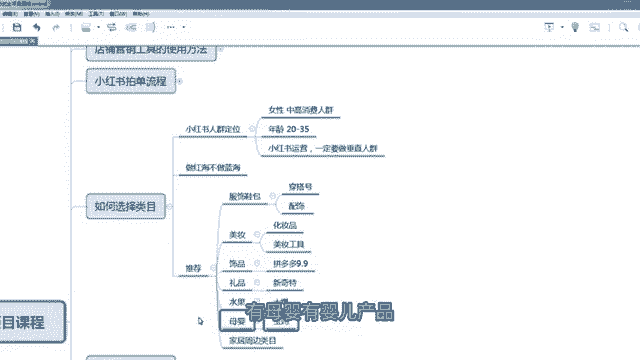 店铺营销工具的使用方法
小红书拍单流程
如何选择类目
小红书人群定位
女性 中高消费人群
年龄 20-35
小红书运营，一定要做垂直人群
做红海不做蓝海
推荐
服饰鞋包
穿搭号
配饰
美妆
化妆品
美妆工具
饰品
拼多多9.9
礼品
新奇特
水果
母婴
家居周边类目
目课程
有母婴有婴儿产品